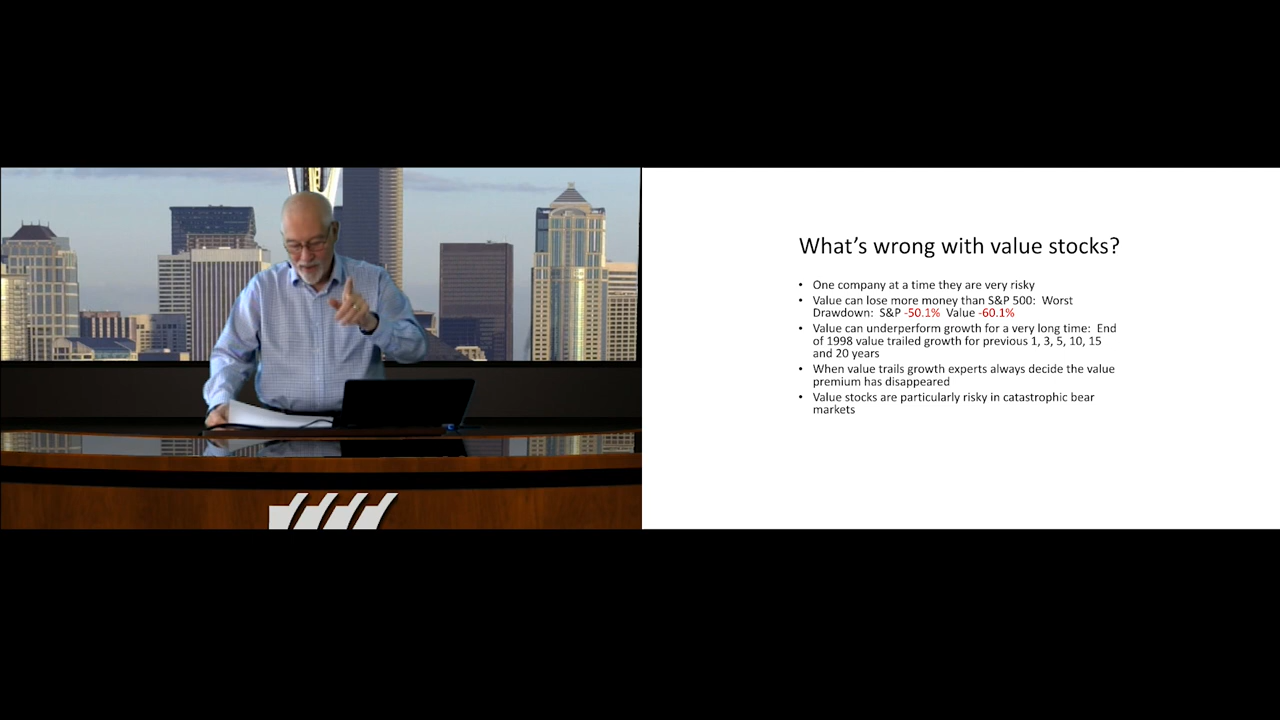 What's wrong with value stocks?
• One company at a time they are very risky
• Value can lose more money than S&P 500:  Worst
Drawdown:  S&P -50.1%  Value -60.1%
• Value can underperform growth for a very long time:  End
of 1998 value trailed growth for previous 1, 3, 5, 10, 15
and 20 years
• When value trails growth experts always decide the value
premium has disappeared
• Value stocks are particularly risky in catastrophic bear
markets